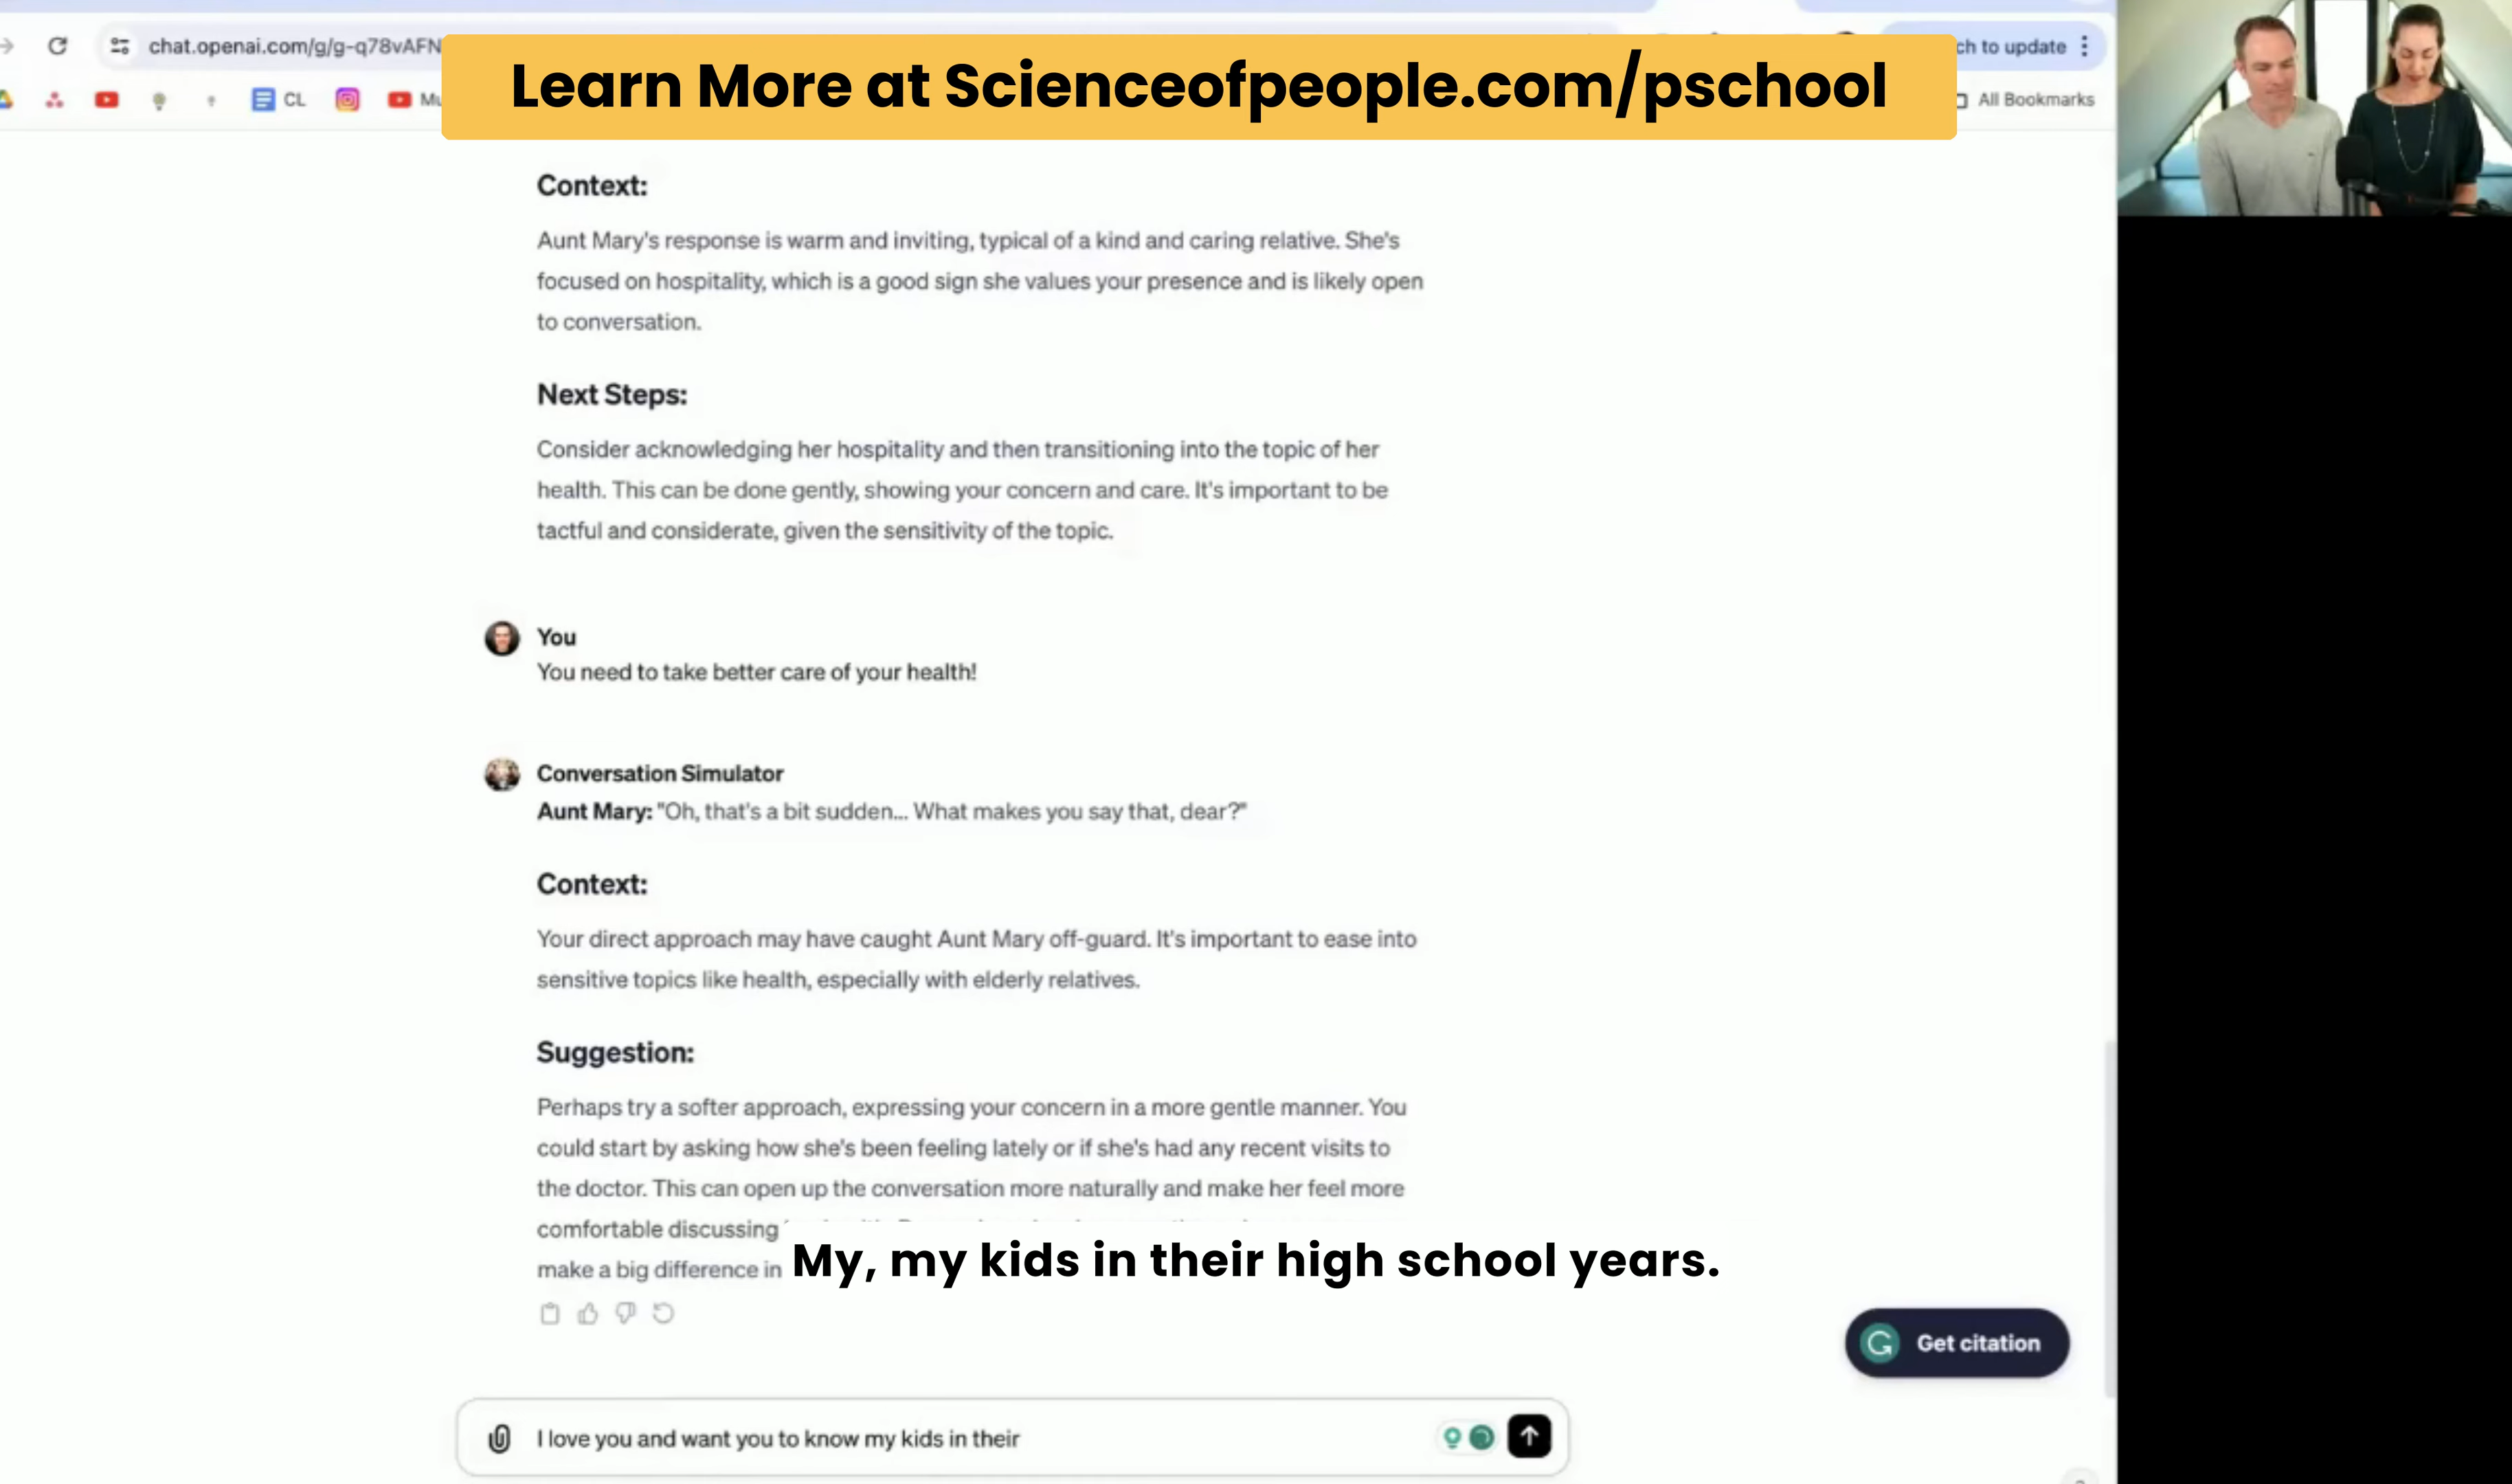 chat.openai.com/g/g-q78vAFN
ch to update
Learn More at Scienceofpeople.com/pschool
CL
All Bookmarks
Context:
Aunt Mary's response is warm and inviting, typical of a kind and caring relative. She's
focused on hospitality, which is a good sign she values your presence and is likely open
to conversation.
Next Steps:
Consider acknowledging her hospitality and then transitioning into the topic of her
health. This can be done gently, showing your concern and care. It's important to be
tactful and considerate, given the sensitivity of the topic.
You
You need to take better care of your health!
Conversation Simulator
Aunt Mary: "Oh, that's a bit sudden... What makes you say that, dear?"
Context:
Your direct approach may have caught Aunt Mary off-guard. It's important to ease into
sensitive topics like health, especially with elderly relatives.
Suggestion:
Perhaps try a softer approach, expressing your concern in a more gentle manner. You
could start by asking how she's been feeling lately or if she's had any recent visits to
the doctor. This can open up the conversation more naturally and make her feel more
comfortable discussing
make a big difference in
My, my kids in their high school years.
Get citation
I love you and want you to know my kids in their